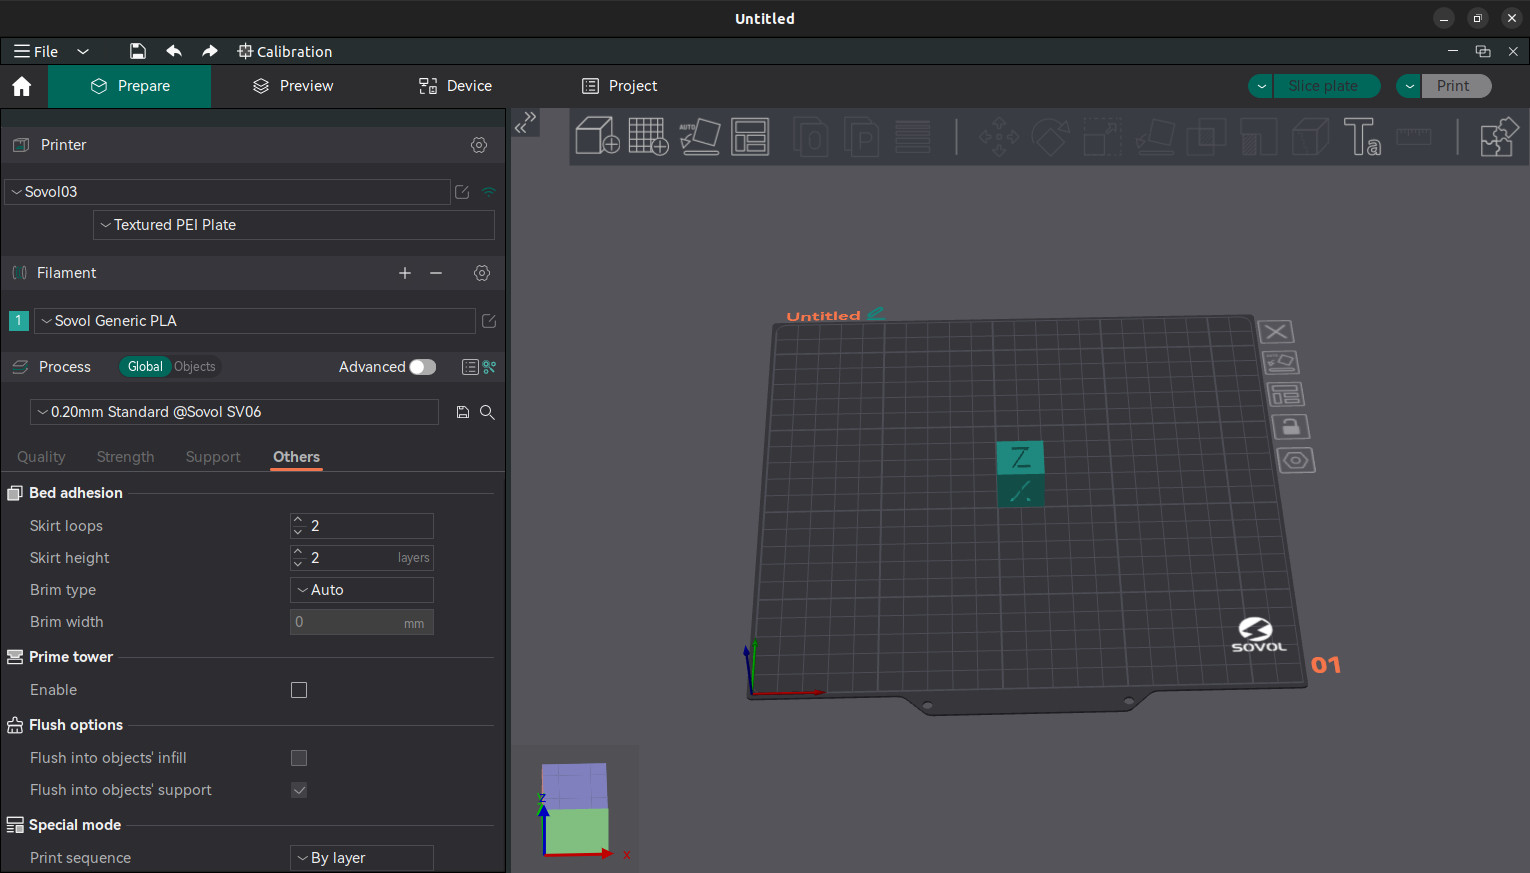 Untitled
File
Calibration
Prepare
Preview
Device
Project
Slice plate
Print
Printer
Sovol03
Textured PEI Plate
Filament
1
Sovol Generic PLA
Process
Global
Objects
Advanced
0.20mm Standard @Sovol SV06
Quality
Strength
Support
Others
Bed adhesion
Skirt loops
2
Skirt height
2
layers
Brim type
Auto
Brim width
0
mm
Prime tower
Enable
Flush options
Flush into objects' infill
Flush into objects' support
Special mode
Print sequence
By layer
AUTO
O
P
Ta
Untitled
Z
SOVOL
01
Z
X